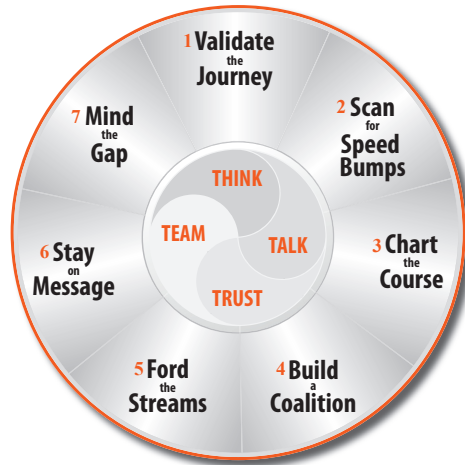 1 Validate
the
Journey
2 Scan
for
Speed
Bumps
3 Chart
the
Course
4 Build
a
Coalition
5 Ford
the
Streams
6 Stay
on
Message
7 Mind
the
Gap
THINK
TEAM
TALK
TRUST